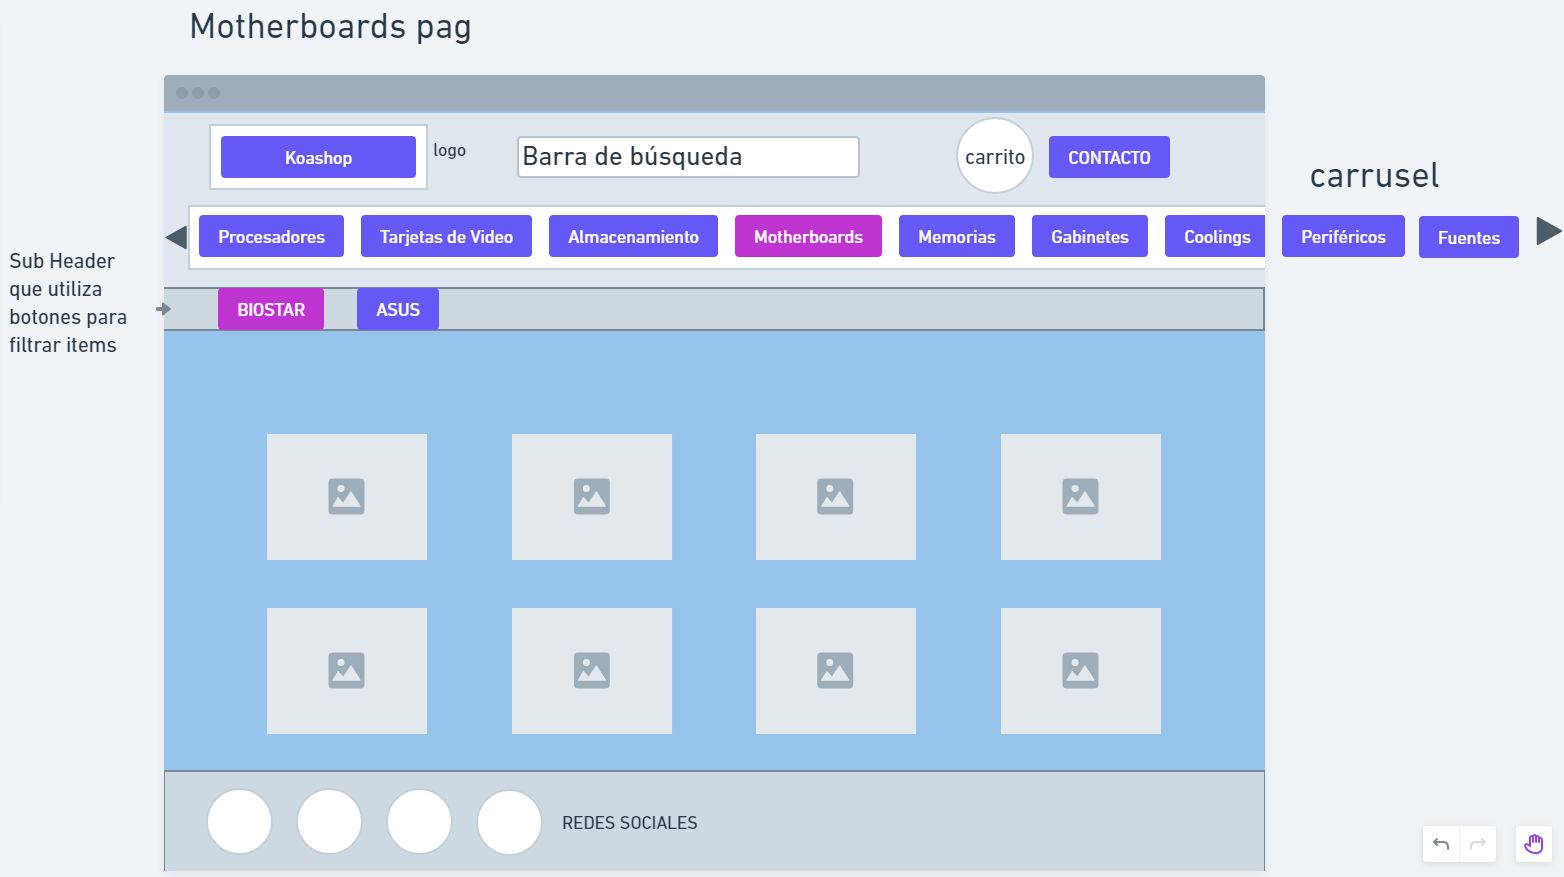 Motherboards pag
Koashop
logo
Barra de búsqueda
carrito
CONTACTO
carrusel
Procesadores
Tarjetas de Video
Almacenamiento
Motherboards
Memorias
Gabinetes
Coolings
Periféricos
Fuentes
Sub Header
que utiliza
botones para
filtrar items
BIOSTAR
ASUS
REDES SOCIALES